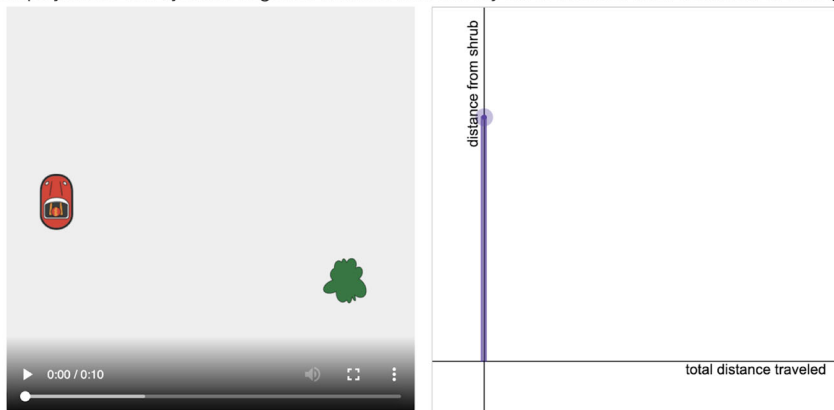 distance from shrub
total distance traveled
0:00 / 0:10